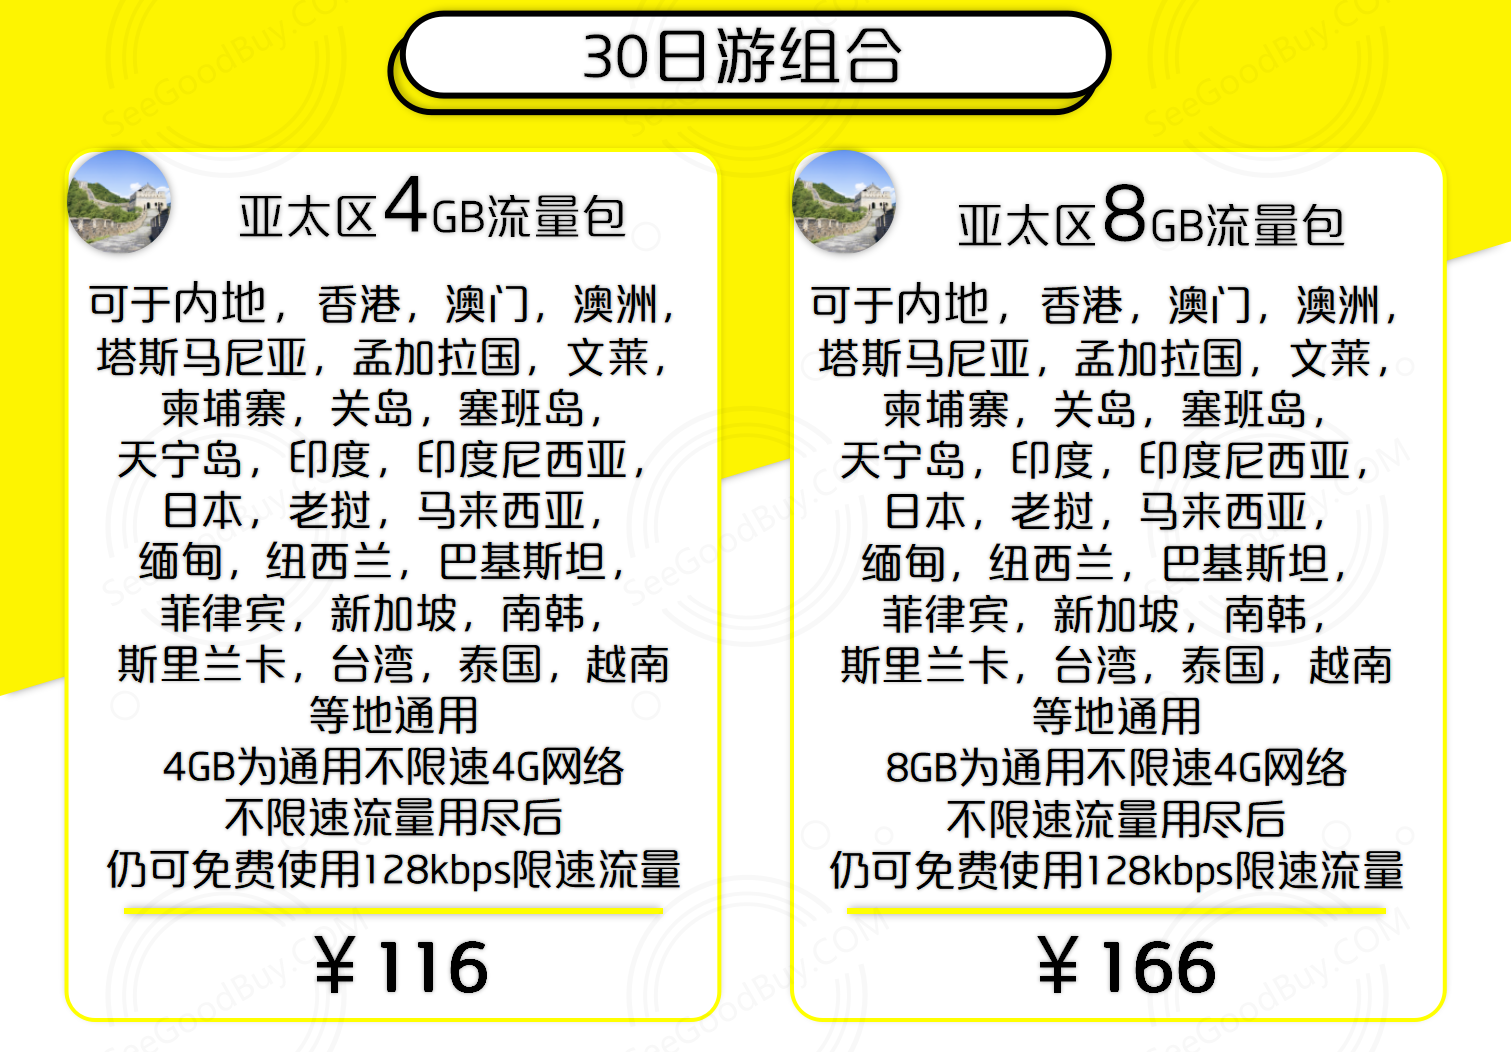 30日游组合
亚太区4GB流量包
可于内地，香港，澳门，澳洲，
塔斯马尼亚，孟加拉国，文莱，
柬埔寨，关岛，塞班岛，
天宁岛，印度，印度尼西亚，
日本，老挝，马来西亚，
缅甸，纽西兰，巴基斯坦，
菲律宾，新加坡，南韩，
斯里兰卡，台湾，泰国，越南
等地通用
4GB为通用不限速4G网络
不限速流量用尽后
仍可免费使用128kbps限速流量
￥116
亚太区8GB流量包
可于内地，香港，澳门，澳洲，
塔斯马尼亚，孟加拉国，文莱，
柬埔寨，关岛，塞班岛，
天宁岛，印度，印度尼西亚，
日本，老挝，马来西亚，
缅甸，纽西兰，巴基斯坦，
菲律宾，新加坡，南韩，
斯里兰卡，台湾，泰国，越南
等地通用
8GB为通用不限速4G网络
不限速流量用尽后
仍可免费使用128kbps限速流量
￥166
SeeGoodBuy.COM